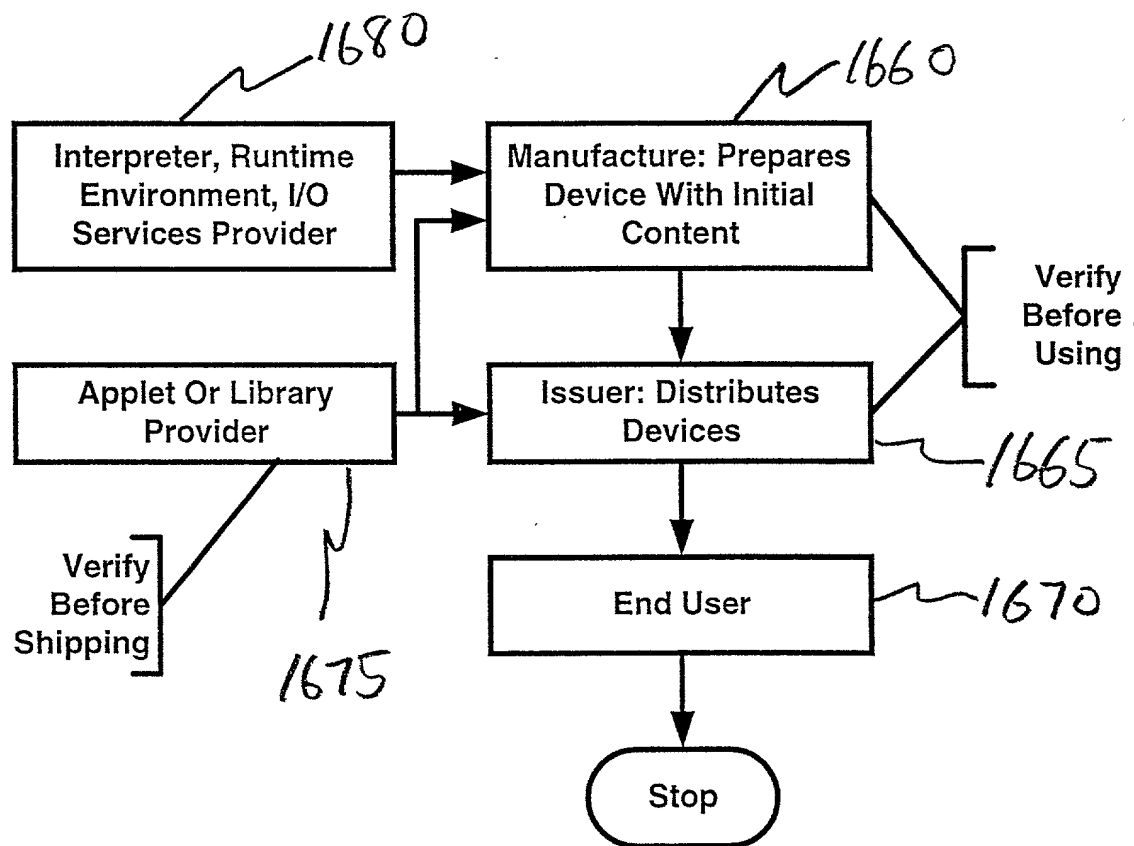 1680
1660
Interpreter, Runtime
Environment, I/O
Services Provider
Manufacture: Prepares
Device With Initial
Content
Verify
Before
Using
Applet Or Library
Provider
Issuer: Distributes
Devices
1665
Verify
Before
Shipping
1675
End User
1670
Stop